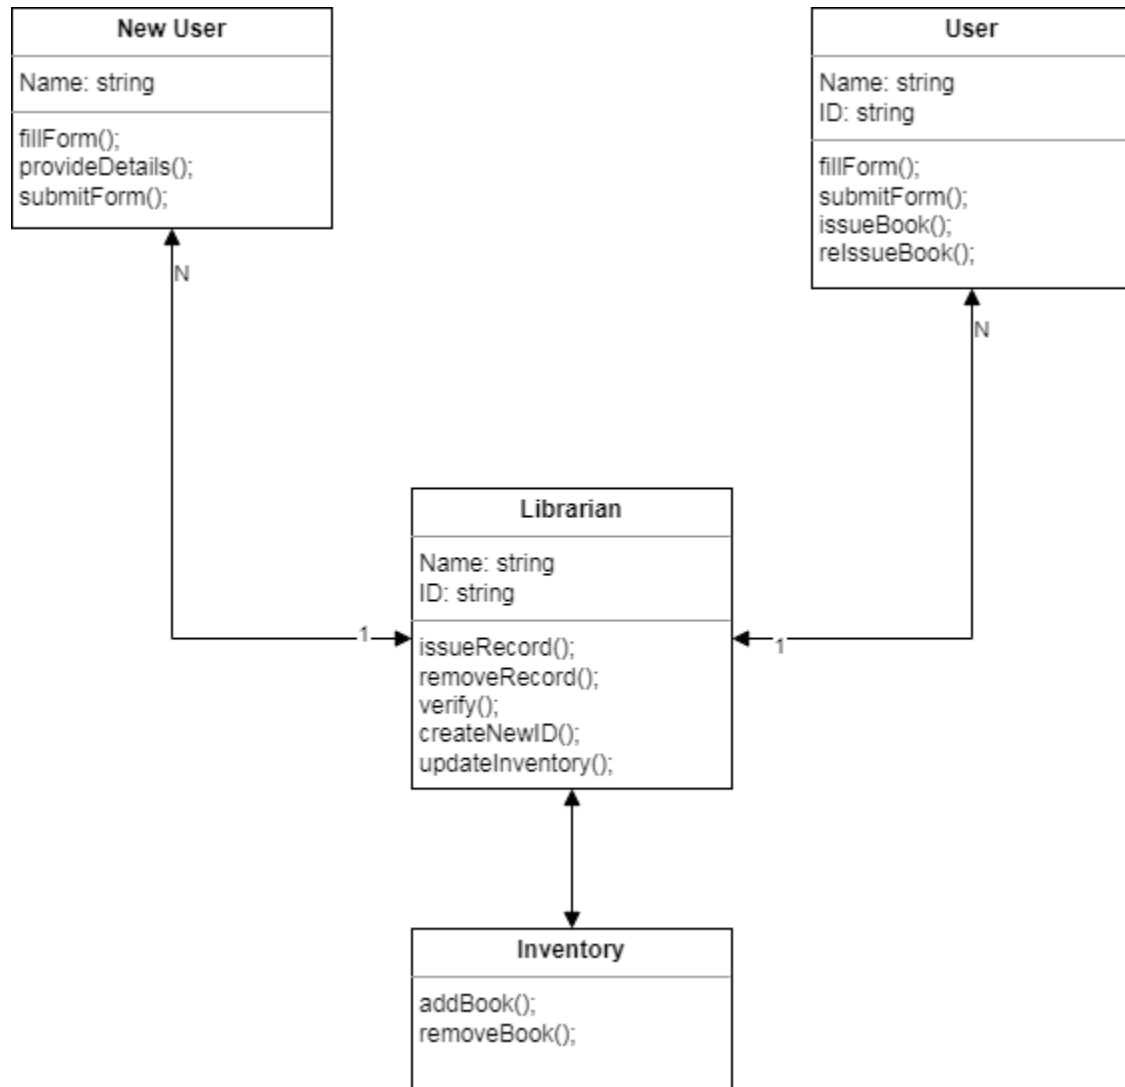 New User
Name: string
fillForm();
provideDetails();
submitForm();
N
User
Name: string
ID: string
fillForm();
submitForm();
issueBook();
reIssueBook();
N
Librarian
Name: string
ID: string
issueRecord();
removeRecord();
verify();
createNewID();
updateInventory();
1
1
Inventory
addBook();
removeBook();